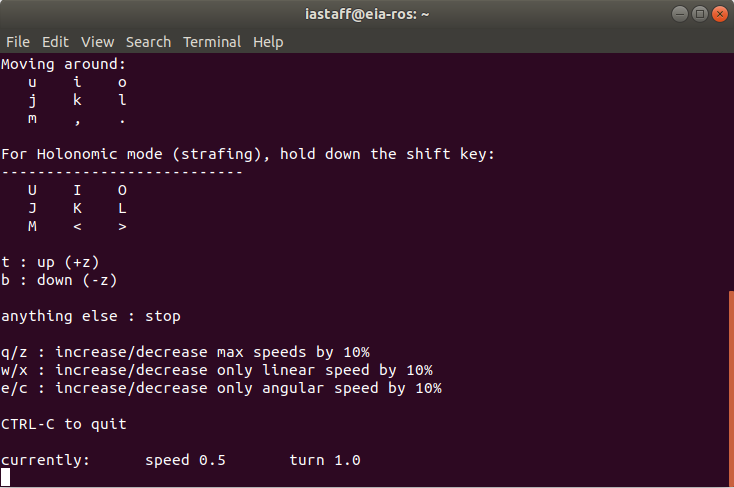 iastaff@eia-ros: ~
File Edit View Search Terminal Help
Moving around:
   u    i    o
   j    k    l
   m    ,    .
For Holonomic mode (strafing), hold down the shift key:
---------------------------
   U    I    O
   J    K    L
   M    <    >
t : up (+z)
b : down (-z)
anything else : stop
q/z : increase/decrease max speeds by 10%
w/x : increase/decrease only linear speed by 10%
e/c : increase/decrease only angular speed by 10%
CTRL-C to quit
currently:      speed 0.5       turn 1.0